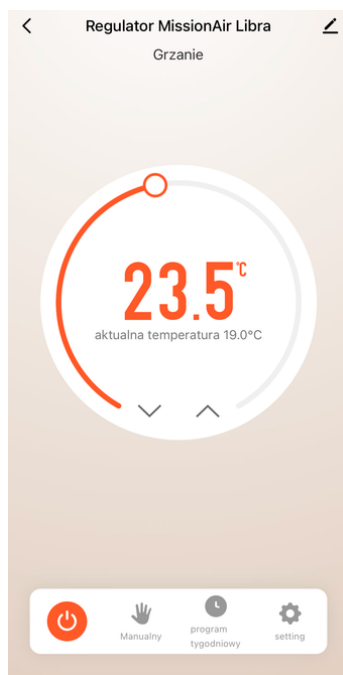 Regulator MissionAir Libra
Grzanie
23.5℃
aktualna temperatura 19.0°C
Manualny
program
tygodniowy
setting